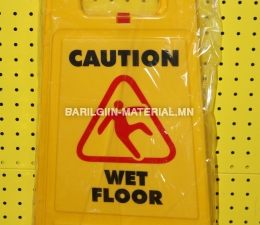 CAUTION
BARILGIIN-MATERIAL.MN
WET
FLOOR